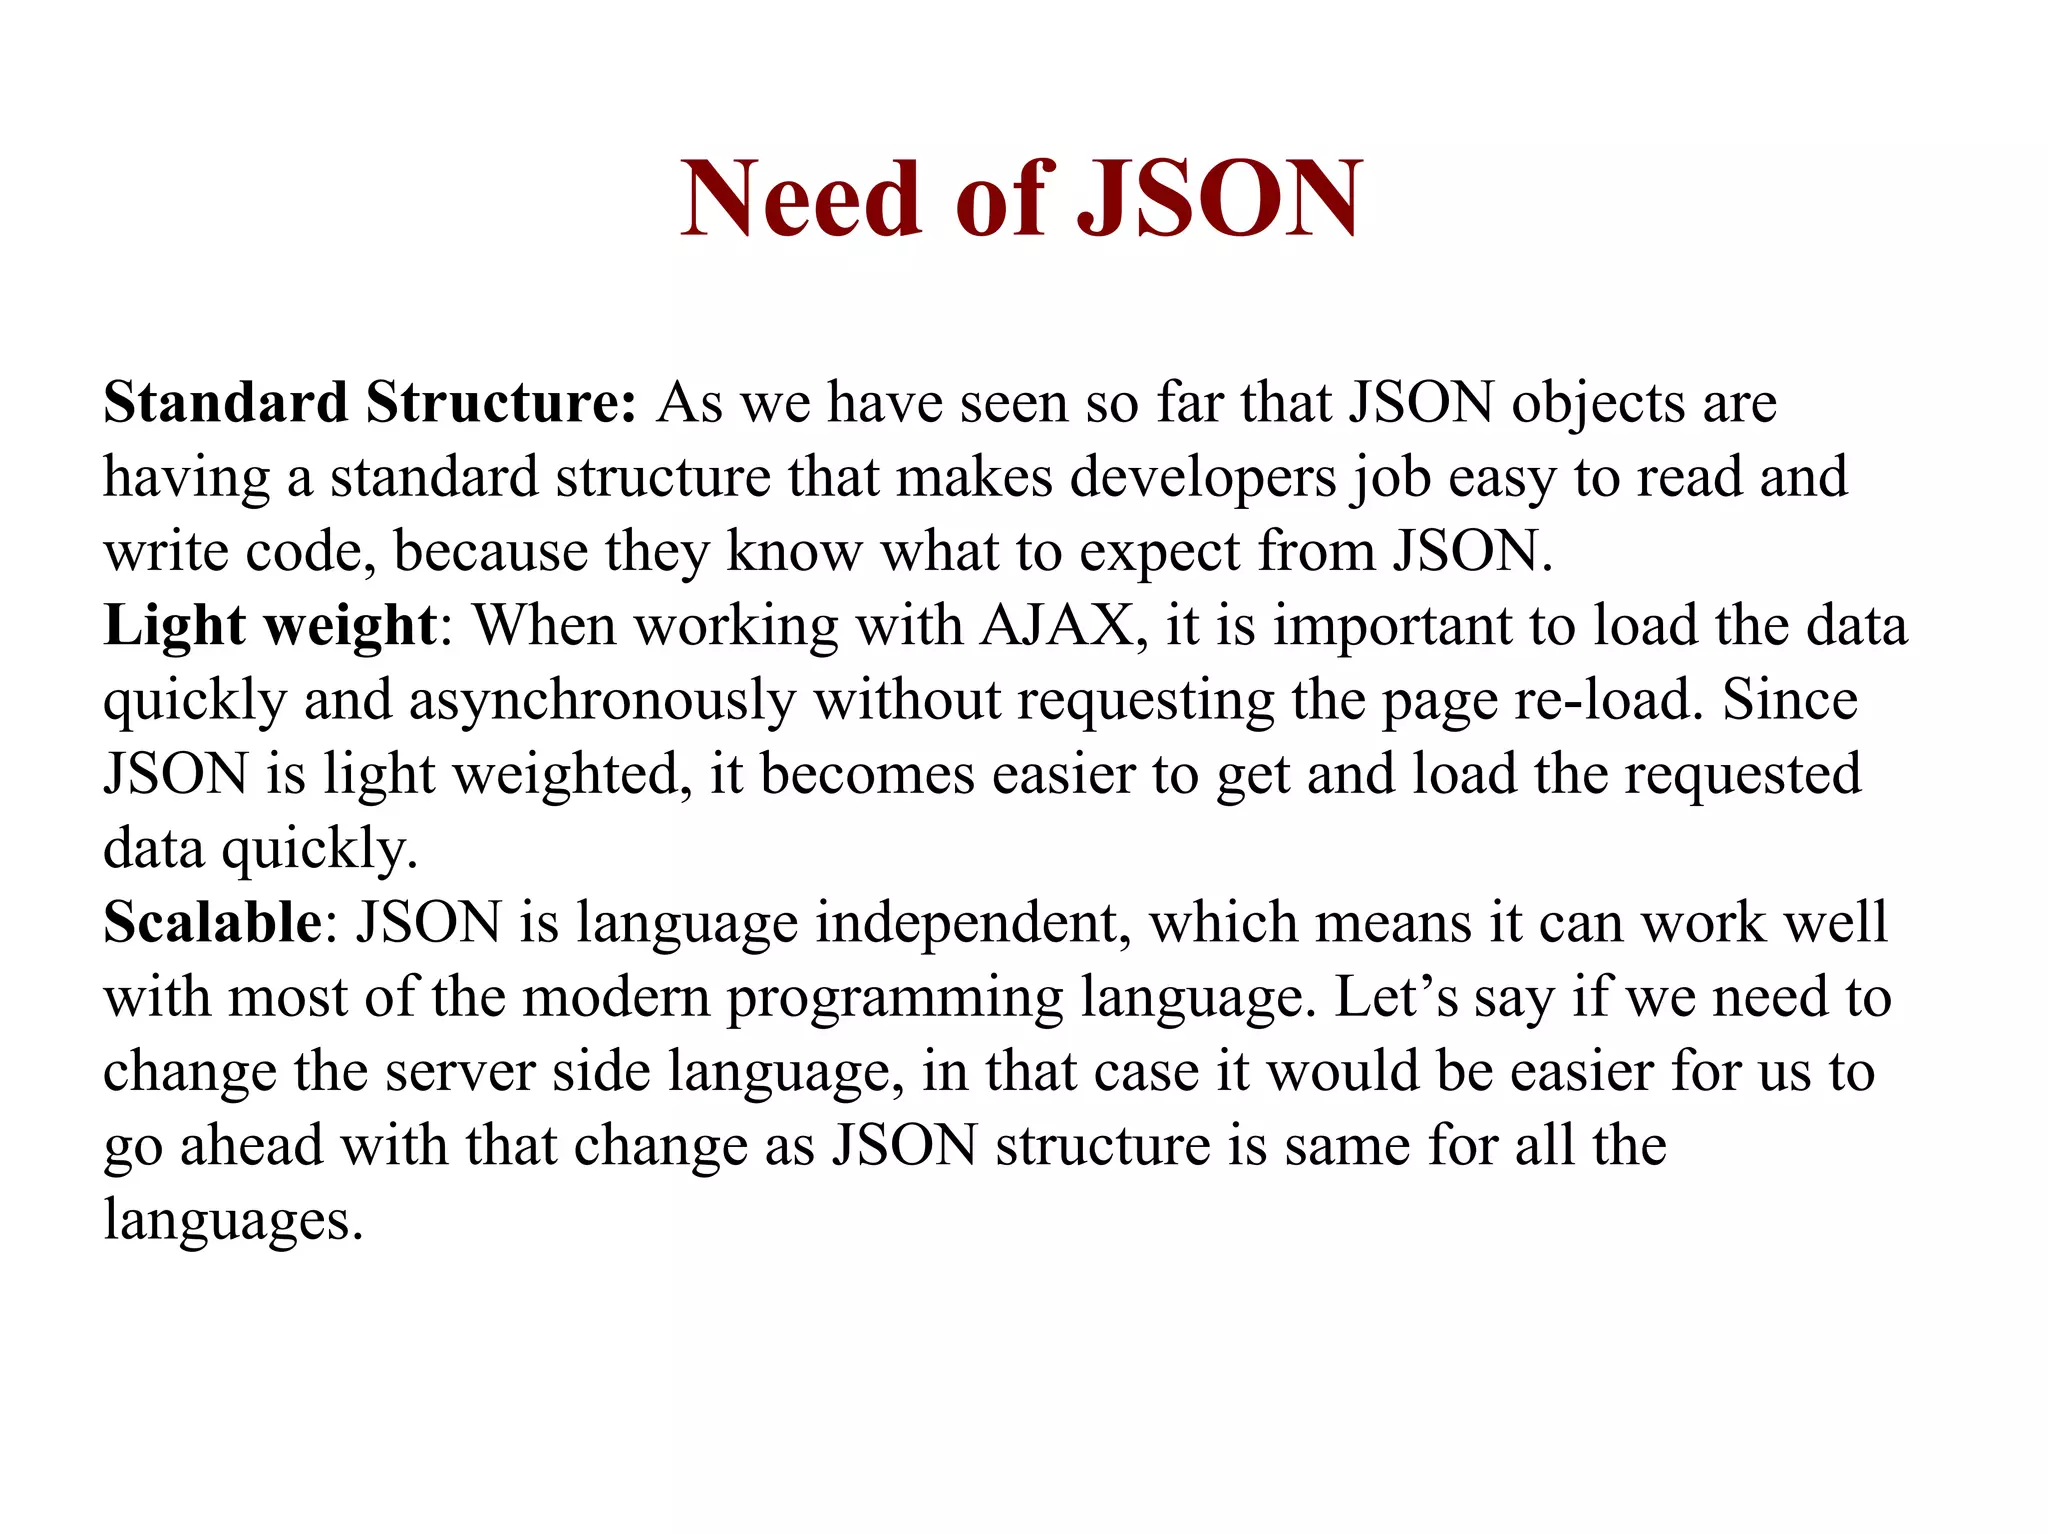 Need of JSON
Standard Structure: As we have seen so far that JSON objects are
having a standard structure that makes developers job easy to read and
write code, because they know what to expect from JSON.
Light weight: When working with AJAX, it is important to load the data
quickly and asynchronously without requesting the page re-load. Since
JSON is light weighted, it becomes easier to get and load the requested
data quickly.
Scalable: JSON is language independent, which means it can work well
with most of the modern programming language. Let’s say if we need to
change the server side language, in that case it would be easier for us to
go ahead with that change as JSON structure is same for all the
languages.